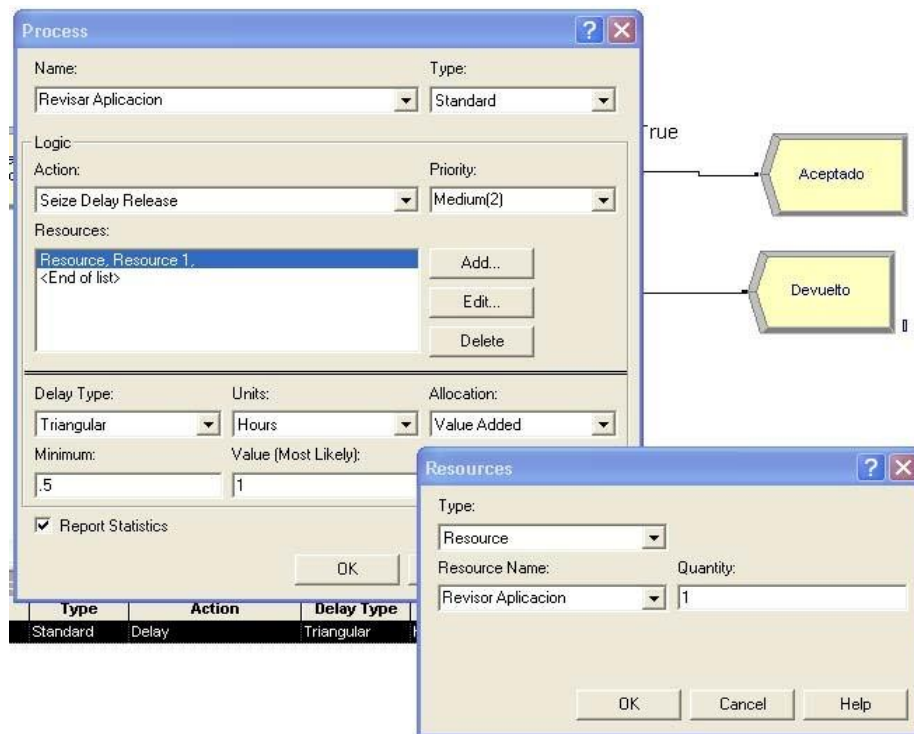 Process
Name:
Type:
Revisar Aplicacion
Standard
Logic
Action:
Priority:
Seize Delay Release
Medium(2)
Resources:
Resource, Resource 1,
<End of list>
Add...
Edit...
Delete
Delay Type:
Units:
Allocation:
Triangular
Hours
Value Added
Minimum:
Value (Most Likely):
.5
1
Report Statistics
OK
True
Aceptado
Devuelto
Resources
Type:
Resource
Resource Name:
Quantity:
Revisor Aplicacion
1
OK
Cancel
Help
Type Action Delay Type
Standard Delay Triangular